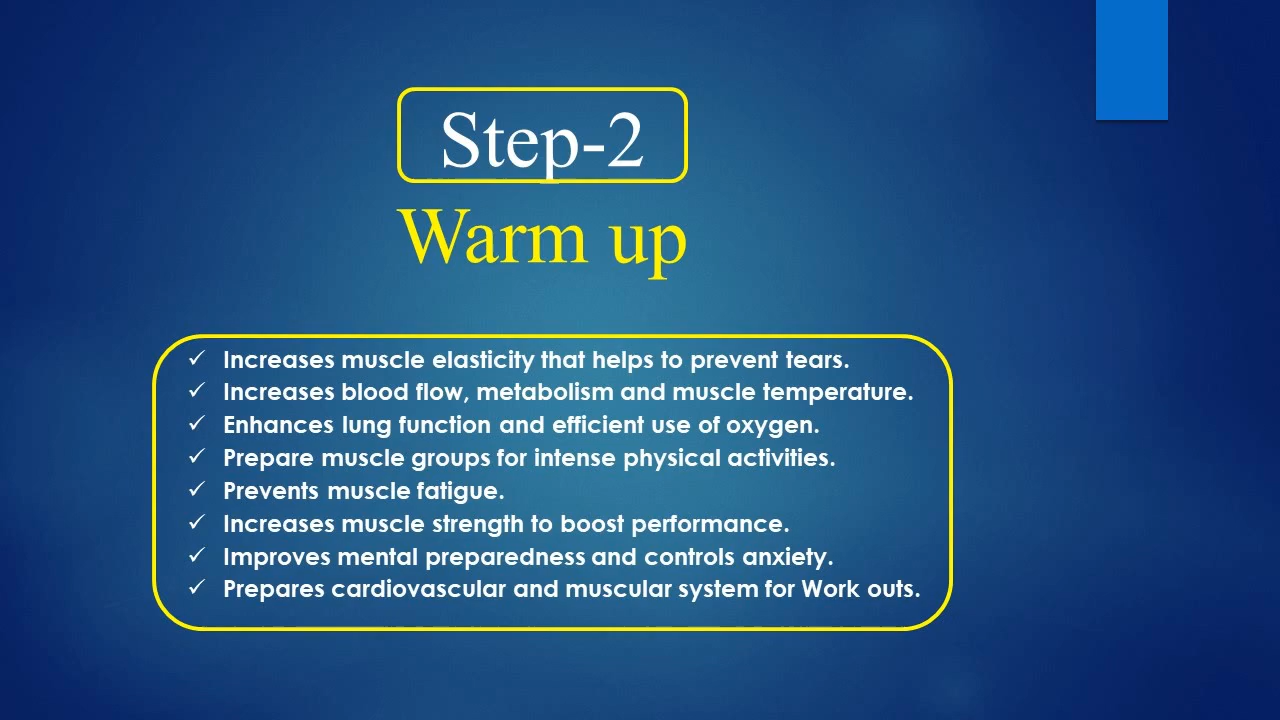 Step-2
Warm up
✓ Increases muscle elasticity that helps to prevent tears.
✓ Increases blood flow, metabolism and muscle temperature.
✓ Enhances lung function and efficient use of oxygen.
✓ Prepare muscle groups for intense physical activities.
✓ Prevents muscle fatigue.
✓ Increases muscle strength to boost performance.
✓ Improves mental preparedness and controls anxiety.
✓ Prepares cardiovascular and muscular system for Work outs.